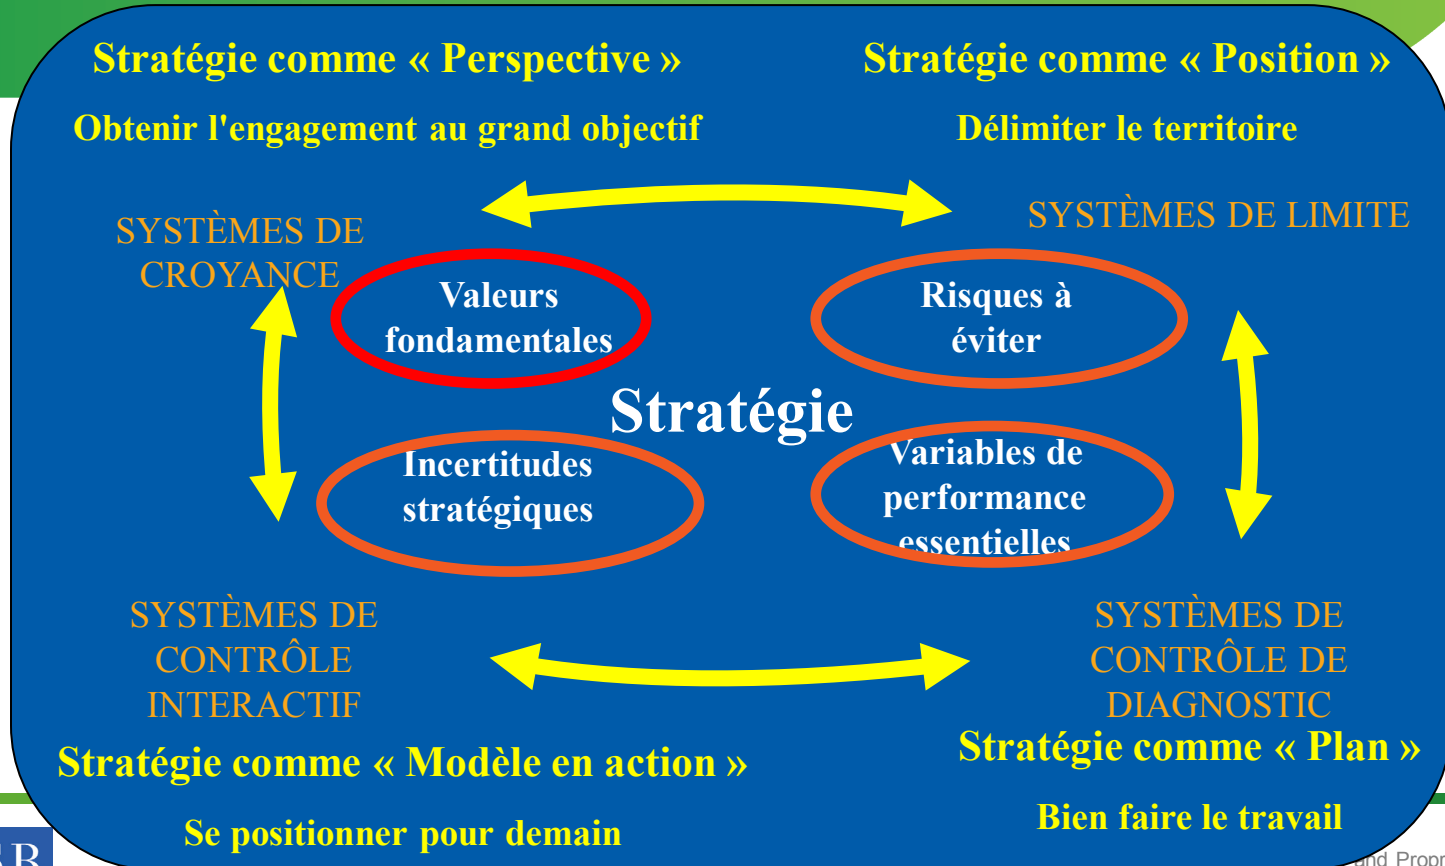 Stratégie comme « Perspective »
Obtenir l'engagement au grand objectif
Stratégie comme « Position »
Délimiter le territoire
SYSTÈMES DE
CROYANCE
SYSTÈMES DE LIMITE
Valeurs
fondamentales
Risques à
éviter
Stratégie
Incertitudes
stratégiques
Variables de
performance
essentielles
SYSTÈMES DE
CONTRÔLE
INTERACTIF
SYSTÈMES DE
CONTRÔLE DE
DIAGNOSTIC
Stratégie comme « Modèle en action »
Se positionner pour demain
Stratégie comme « Plan »
Bien faire le travail